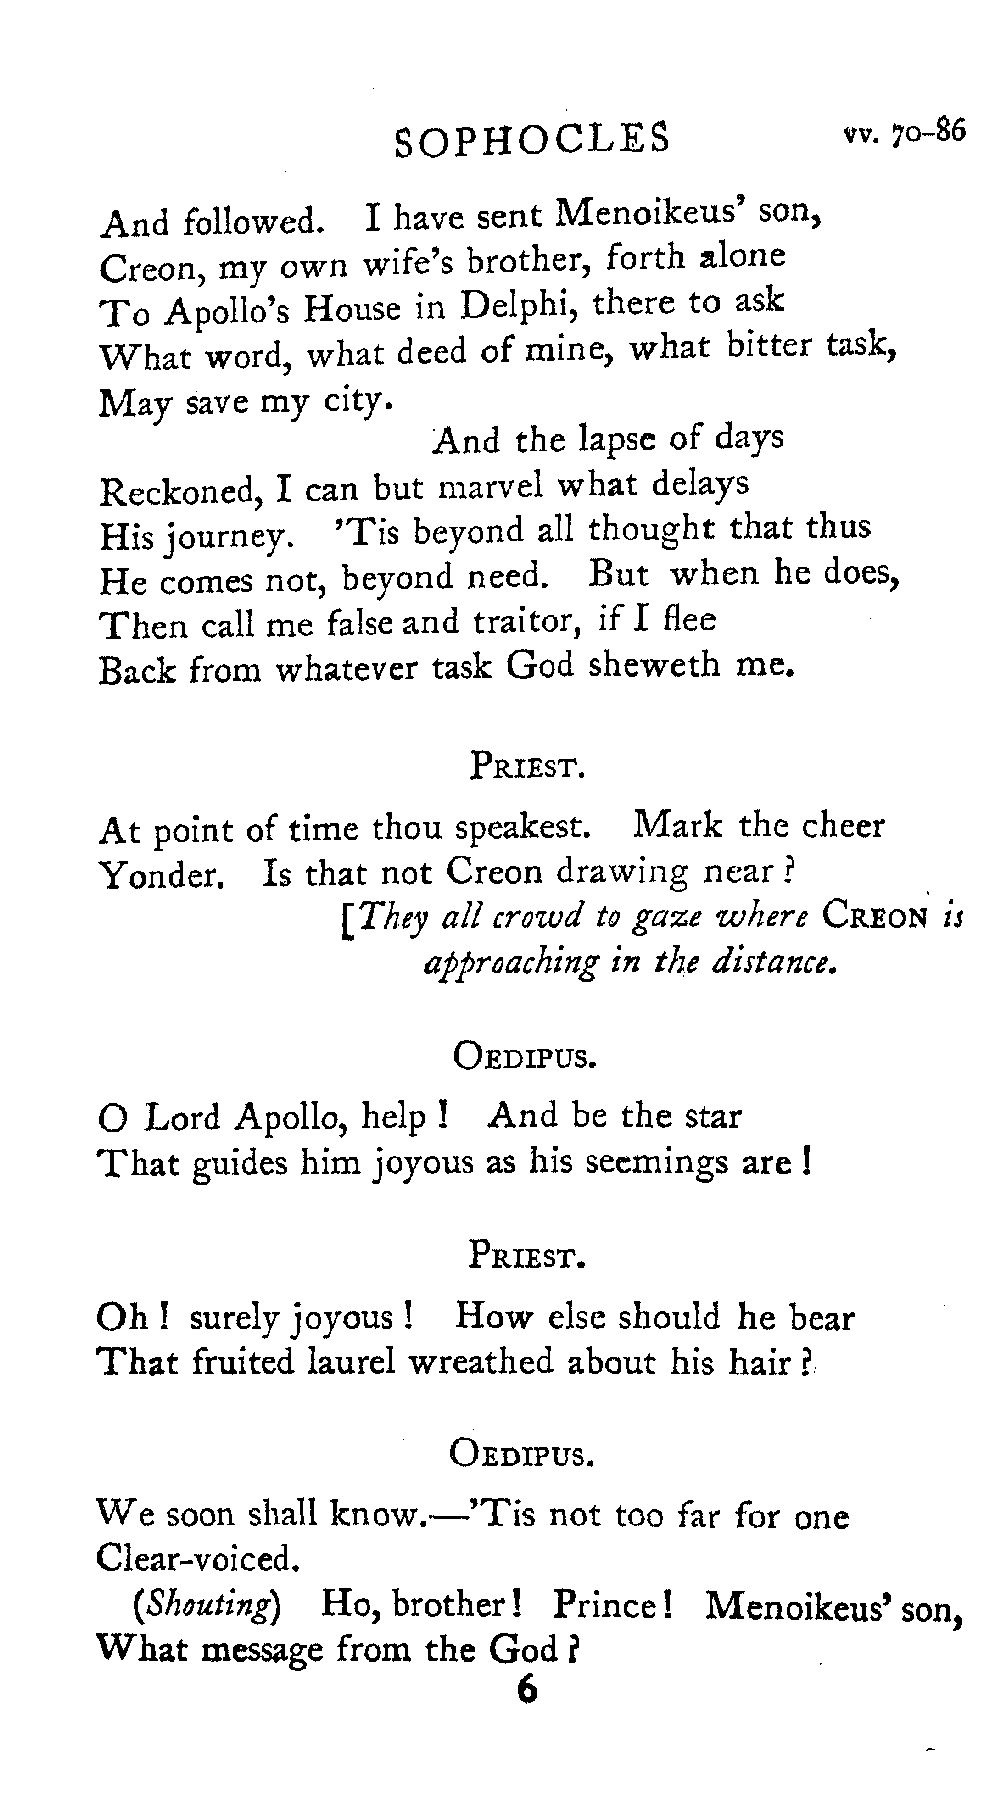 SOPHOCLES vv. 70–86
And followed. I have sent Menoikeus’ son,
Creon, my own wife’s brother, forth alone
To Apollo’s House in Delphi, there to ask
What word, what deed of mine, what bitter task,
May save my city.
And the lapse of days
Reckoned, I can but marvel what delays
His journey. ’Tis beyond all thought that thus
He comes not, beyond need. But when he does,
Then call me false and traitor, if I flee
Back from whatever task God sheweth me.
PRIEST.
At point of time thou speakest. Mark the cheer
Yonder. Is that not Creon drawing near ?
[They all crowd to gaze where CREON is
approaching in the distance.
OEDIPUS.
O Lord Apollo, help ! And be the star
That guides him joyous as his seemings are !
PRIEST.
Oh ! surely joyous ! How else should he bear
That fruited laurel wreathed about his hair ?
OEDIPUS.
We soon shall know.—’Tis not too far for one
Clear-voiced.
(Shouting) Ho, brother ! Prince ! Menoikeus’ son,
What message from the God ?
6